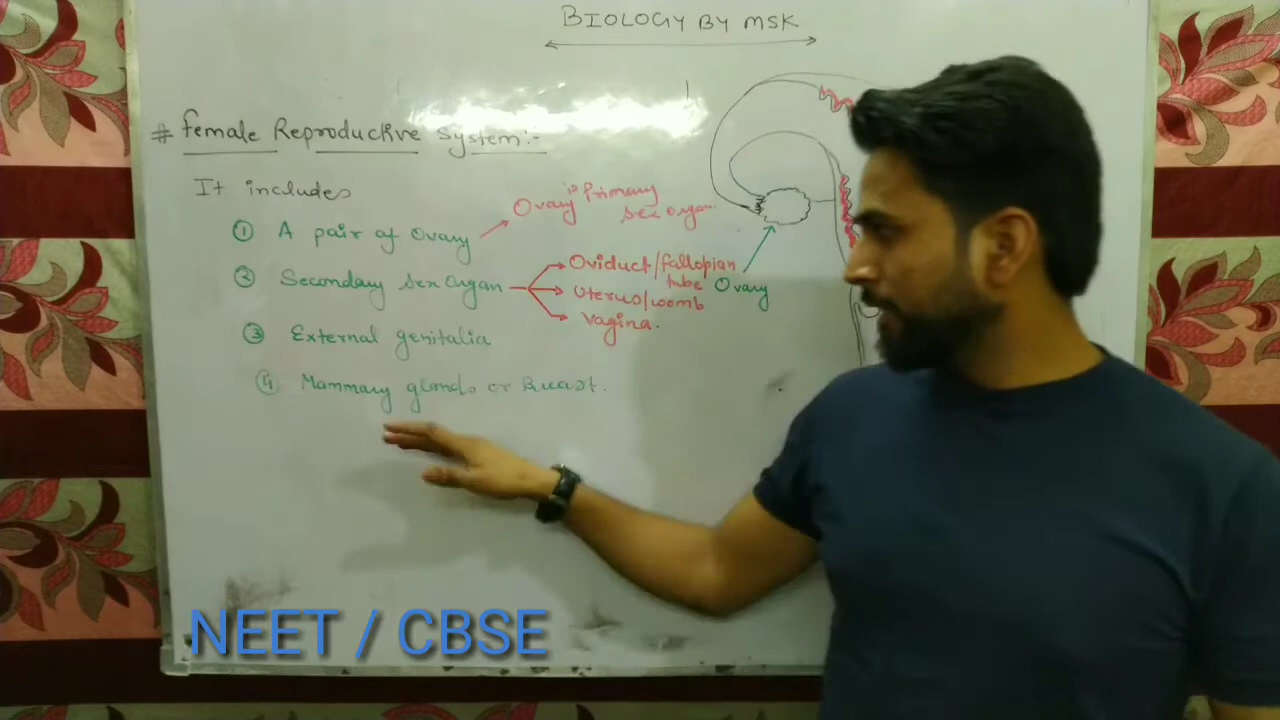 BIOLOGY BY MSK
# Female Reproductive System:-
It includes
① A pair of Ovary
Ovary is Primary
sex organ.
② Secondary sex organ
Oviduct/fallopian
tube
Uterus/womb
Vagina.
Ovary
③ External genitalia
④ Mammary glands or Breast.
NEET / CBSE